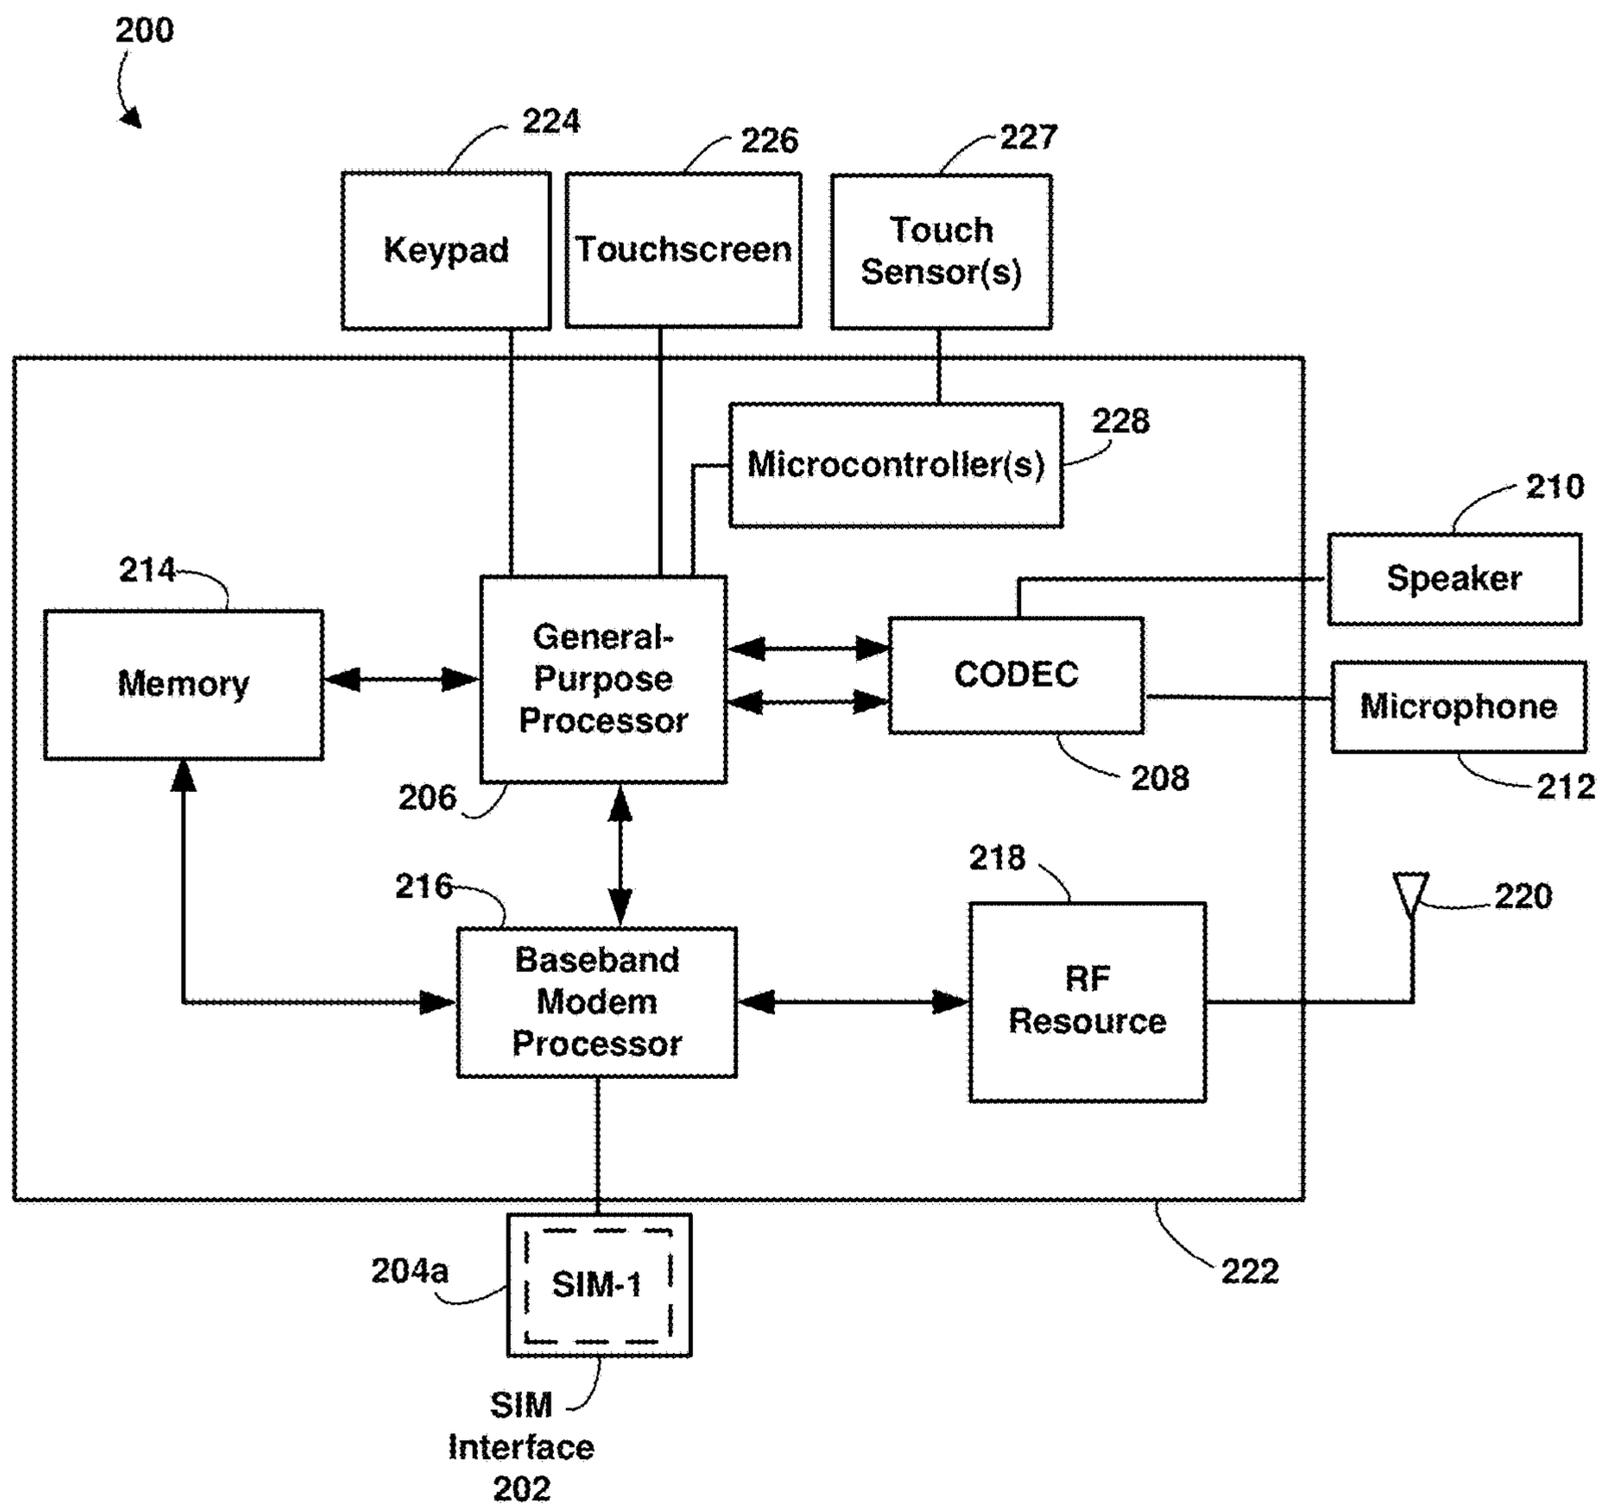 200
224
226
227
Keypad
Touchscreen
Touch
Sensor(s)
228
Microcontroller(s)
210
Speaker
214
Memory
General-
Purpose
Processor
206
CODEC
208
Microphone
212
216
Baseband
Modem
Processor
218
RF
Resource
220
222
204a
SIM-1
SIM
Interface
202